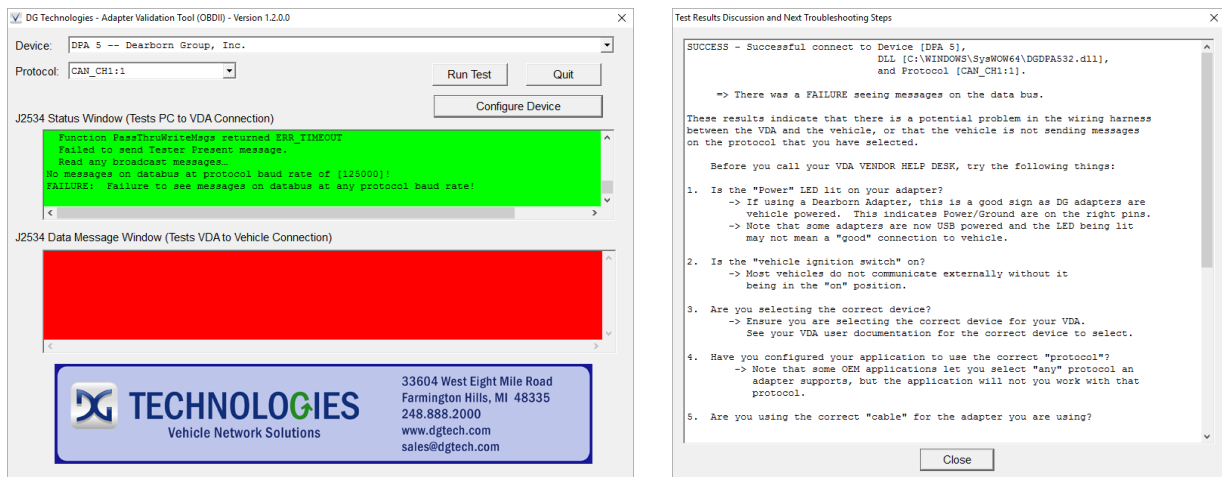 DG Technologies - Adapter Validation Tool (OBDII) - Version 1.2.0.0
Device: DPA 5 -- Dearborn Group, Inc.
Protocol: CAN_CH1:1
Run Test
Quit
Configure Device
J2534 Status Window (Tests PC to VDA Connection)
Function PassThruWriteMsgs returned ERR_TIMEOUT
Failed to send Tester Present message.
Read any broadcast messages…
No messages on databus at protocol baud rate of [125000]!
FAILURE:  Failure to see messages on databus at any protocol baud rate!
J2534 Data Message Window (Tests VDA to Vehicle Connection)
DG TECHNOLOGIES
Vehicle Network Solutions
33604 West Eight Mile Road
Farmington Hills, MI 48335
248.888.2000
www.dgtech.com
sales@dgtech.com
Test Results Discussion and Next Troubleshooting Steps
SUCCESS - Successful connect to Device [DPA 5],
DLL [C:\WINDOWS\SysWOW64\DGDPA532.dll],
and Protocol [CAN_CH1:1].
=> There was a FAILURE seeing messages on the data bus.
These results indicate that there is a potential problem in the wiring harness
between the VDA and the vehicle, or that the vehicle is not sending messages
on the protocol that you have selected.
Before you call your VDA VENDOR HELP DESK, try the following things:
1.  Is the "Power" LED lit on your adapter?
-> If using a Dearborn Adapter, this is a good sign as DG adapters are
vehicle powered.  This indicates Power/Ground are on the right pins.
-> Note that some adapters are now USB powered and the LED being lit
may not mean a "good" connection to vehicle.
2.  Is the "vehicle ignition switch" on?
-> Most vehicles do not communicate externally without it
being in the "on" position.
3.  Are you selecting the correct device?
-> Ensure you are selecting the correct device for your VDA.
See your VDA user documentation for the correct device to select.
4.  Have you configured your application to use the correct "protocol"?
-> Note that some OEM applications let you select "any" protocol an
adapter supports, but the application will not you work with that
protocol.
5.  Are you using the correct "cable" for the adapter you are using?
Close